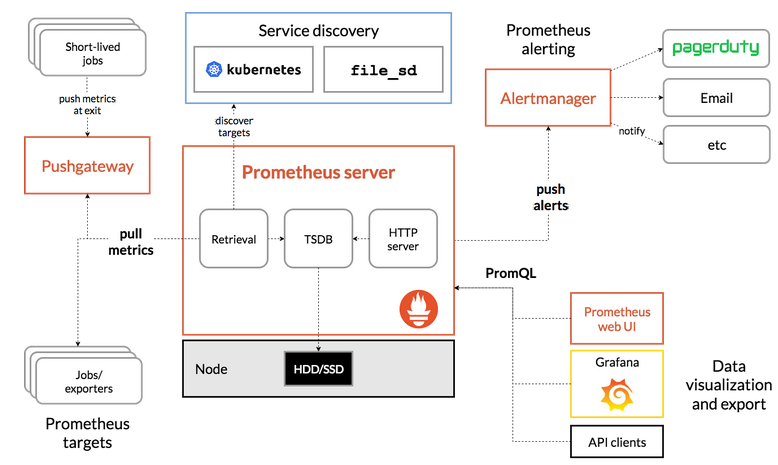 Short-lived
jobs
push metrics
at exit
Pushgateway
Service discovery
kubernetes
file_sd
discover
targets
Prometheus
alerting
Alertmanager
pagerduty
Email
etc
notify
push
alerts
Prometheus server
Retrieval
TSDB
HTTP
server
pull
metrics
PromQL
Node
HDD/SSD
Jobs/
exporters
Prometheus
targets
Prometheus
web UI
Grafana
API clients
Data
visualization
and export